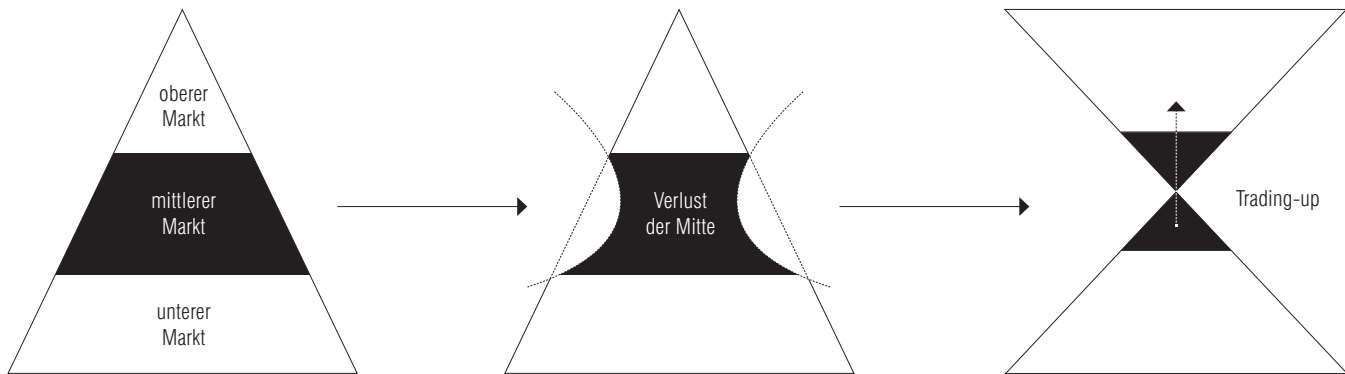 oberer
Markt
mittlerer
Markt
unterer
Markt
Verlust
der Mitte
Trading-up